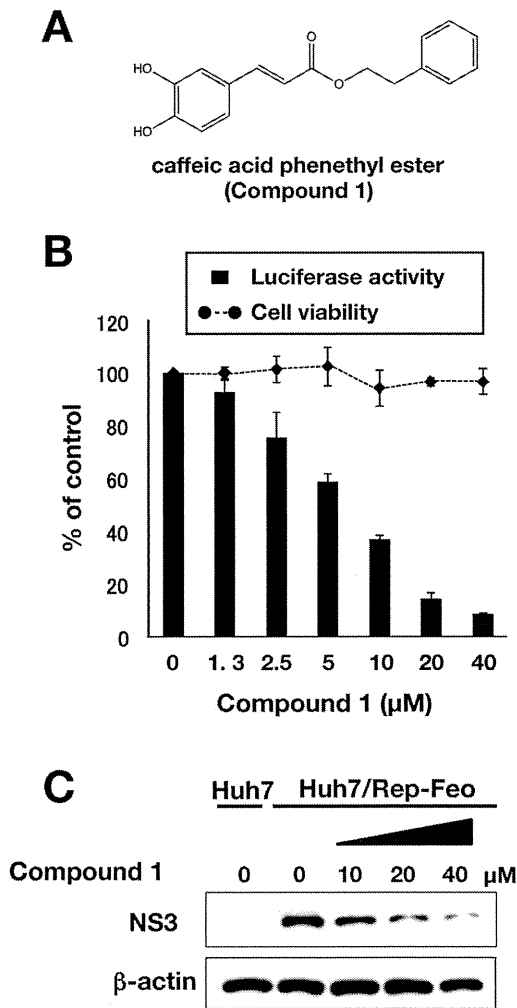 A
HO
HO
O
O
caffeic acid phenethyl ester
(Compound 1)
B
Luciferase activity
Cell viability
% of control
120
100
80
60
40
20
0
0 1. 3 2.5 5 10 20 40
Compound 1 (µM)
C
Huh7 Huh7/Rep-Feo
Compound 1 0 0 10 20 40 µM
NS3
β-actin